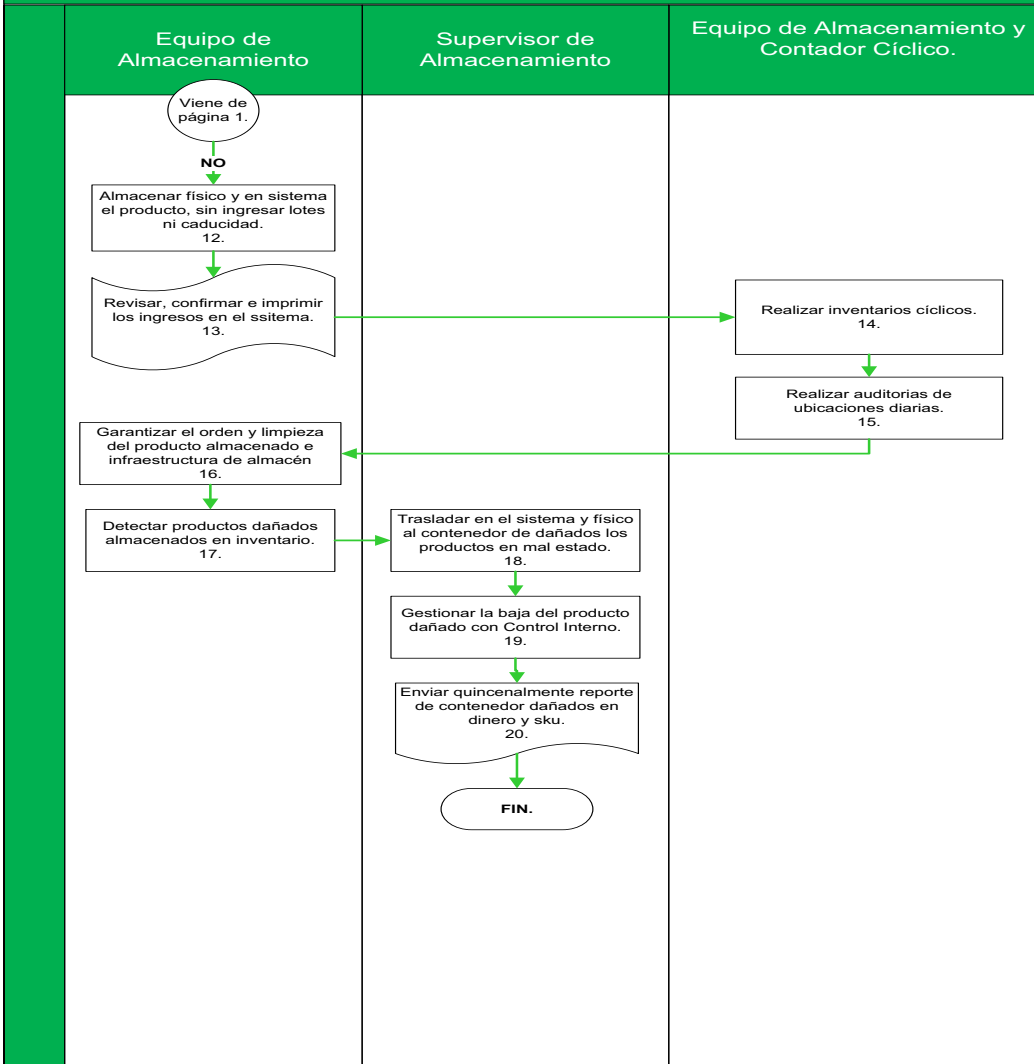 Equipo de
Almacenamiento
Supervisor de
Almacenamiento
Equipo de Almacenamiento y
Contador Cíclico.
Viene de
página 1.
NO
Almacenar físico y en sistema
el producto, sin ingresar lotes
ni caducidad.
12.
Revisar, confirmar e imprimir
los ingresos en el ssitema.
13.
Realizar inventarios cíclicos.
14.
Realizar auditorias de
ubicaciones diarias.
15.
Garantizar el orden y limpieza
del producto almacenado e
infraestructura de almacén
16.
Detectar productos dañados
almacenados en inventario.
17.
Trasladar en el sistema y físico
al contenedor de dañados los
productos en mal estado.
18.
Gestionar la baja del producto
dañado con Control Interno.
19.
Enviar quincenalmente reporte
de contenedor dañados en
dinero y sku.
20.
FIN.